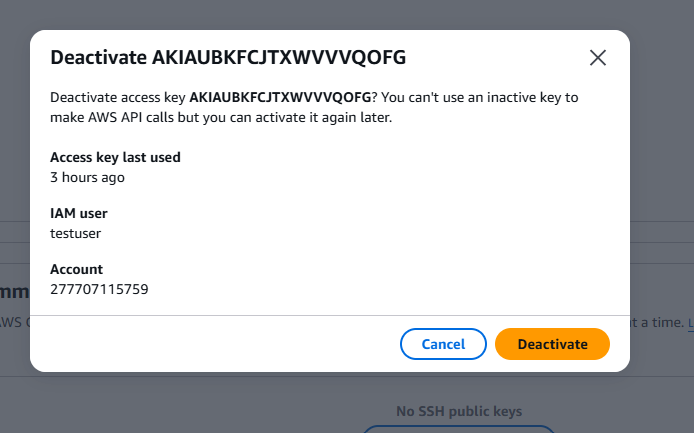 Deactivate AKIAUBKFCJTXWVVVQOFG
Deactivate access key AKIAUBKFCJTXWVVVQOFG? You can't use an inactive key to
make AWS API calls but you can activate it again later.
Access key last used
3 hours ago
IAM user
testuser
Account
277707115759
Cancel
Deactivate
t a time.
No SSH public keys